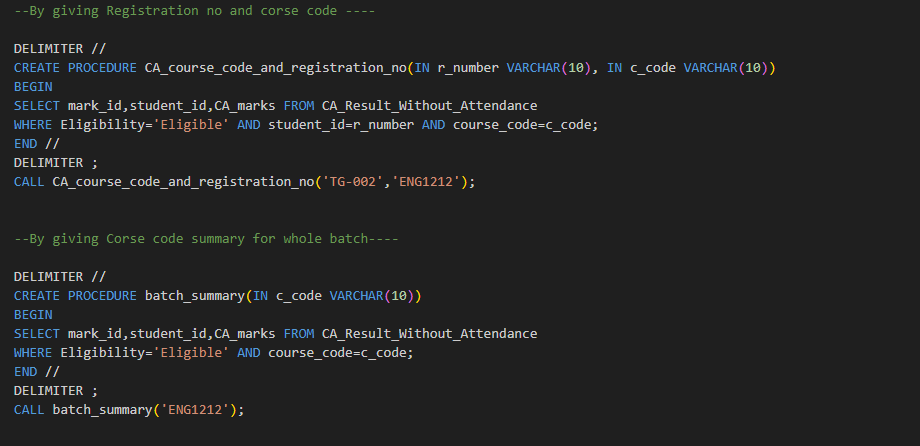 --By giving Registration no and corse code ----
DELIMITER //
CREATE PROCEDURE CA_course_code_and_registration_no(IN r_number VARCHAR(10), IN c_code VARCHAR(10))
BEGIN
SELECT mark_id,student_id,CA_marks FROM CA_Result_Without_Attendance
WHERE Eligibility='Eligible' AND student_id=r_number AND course_code=c_code;
END //
DELIMITER ;
CALL CA_course_code_and_registration_no('TG-002','ENG1212');
--By giving Corse code summary for whole batch----
DELIMITER //
CREATE PROCEDURE batch_summary(IN c_code VARCHAR(10))
BEGIN
SELECT mark_id,student_id,CA_marks FROM CA_Result_Without_Attendance
WHERE Eligibility='Eligible' AND course_code=c_code;
END //
DELIMITER ;
CALL batch_summary('ENG1212');